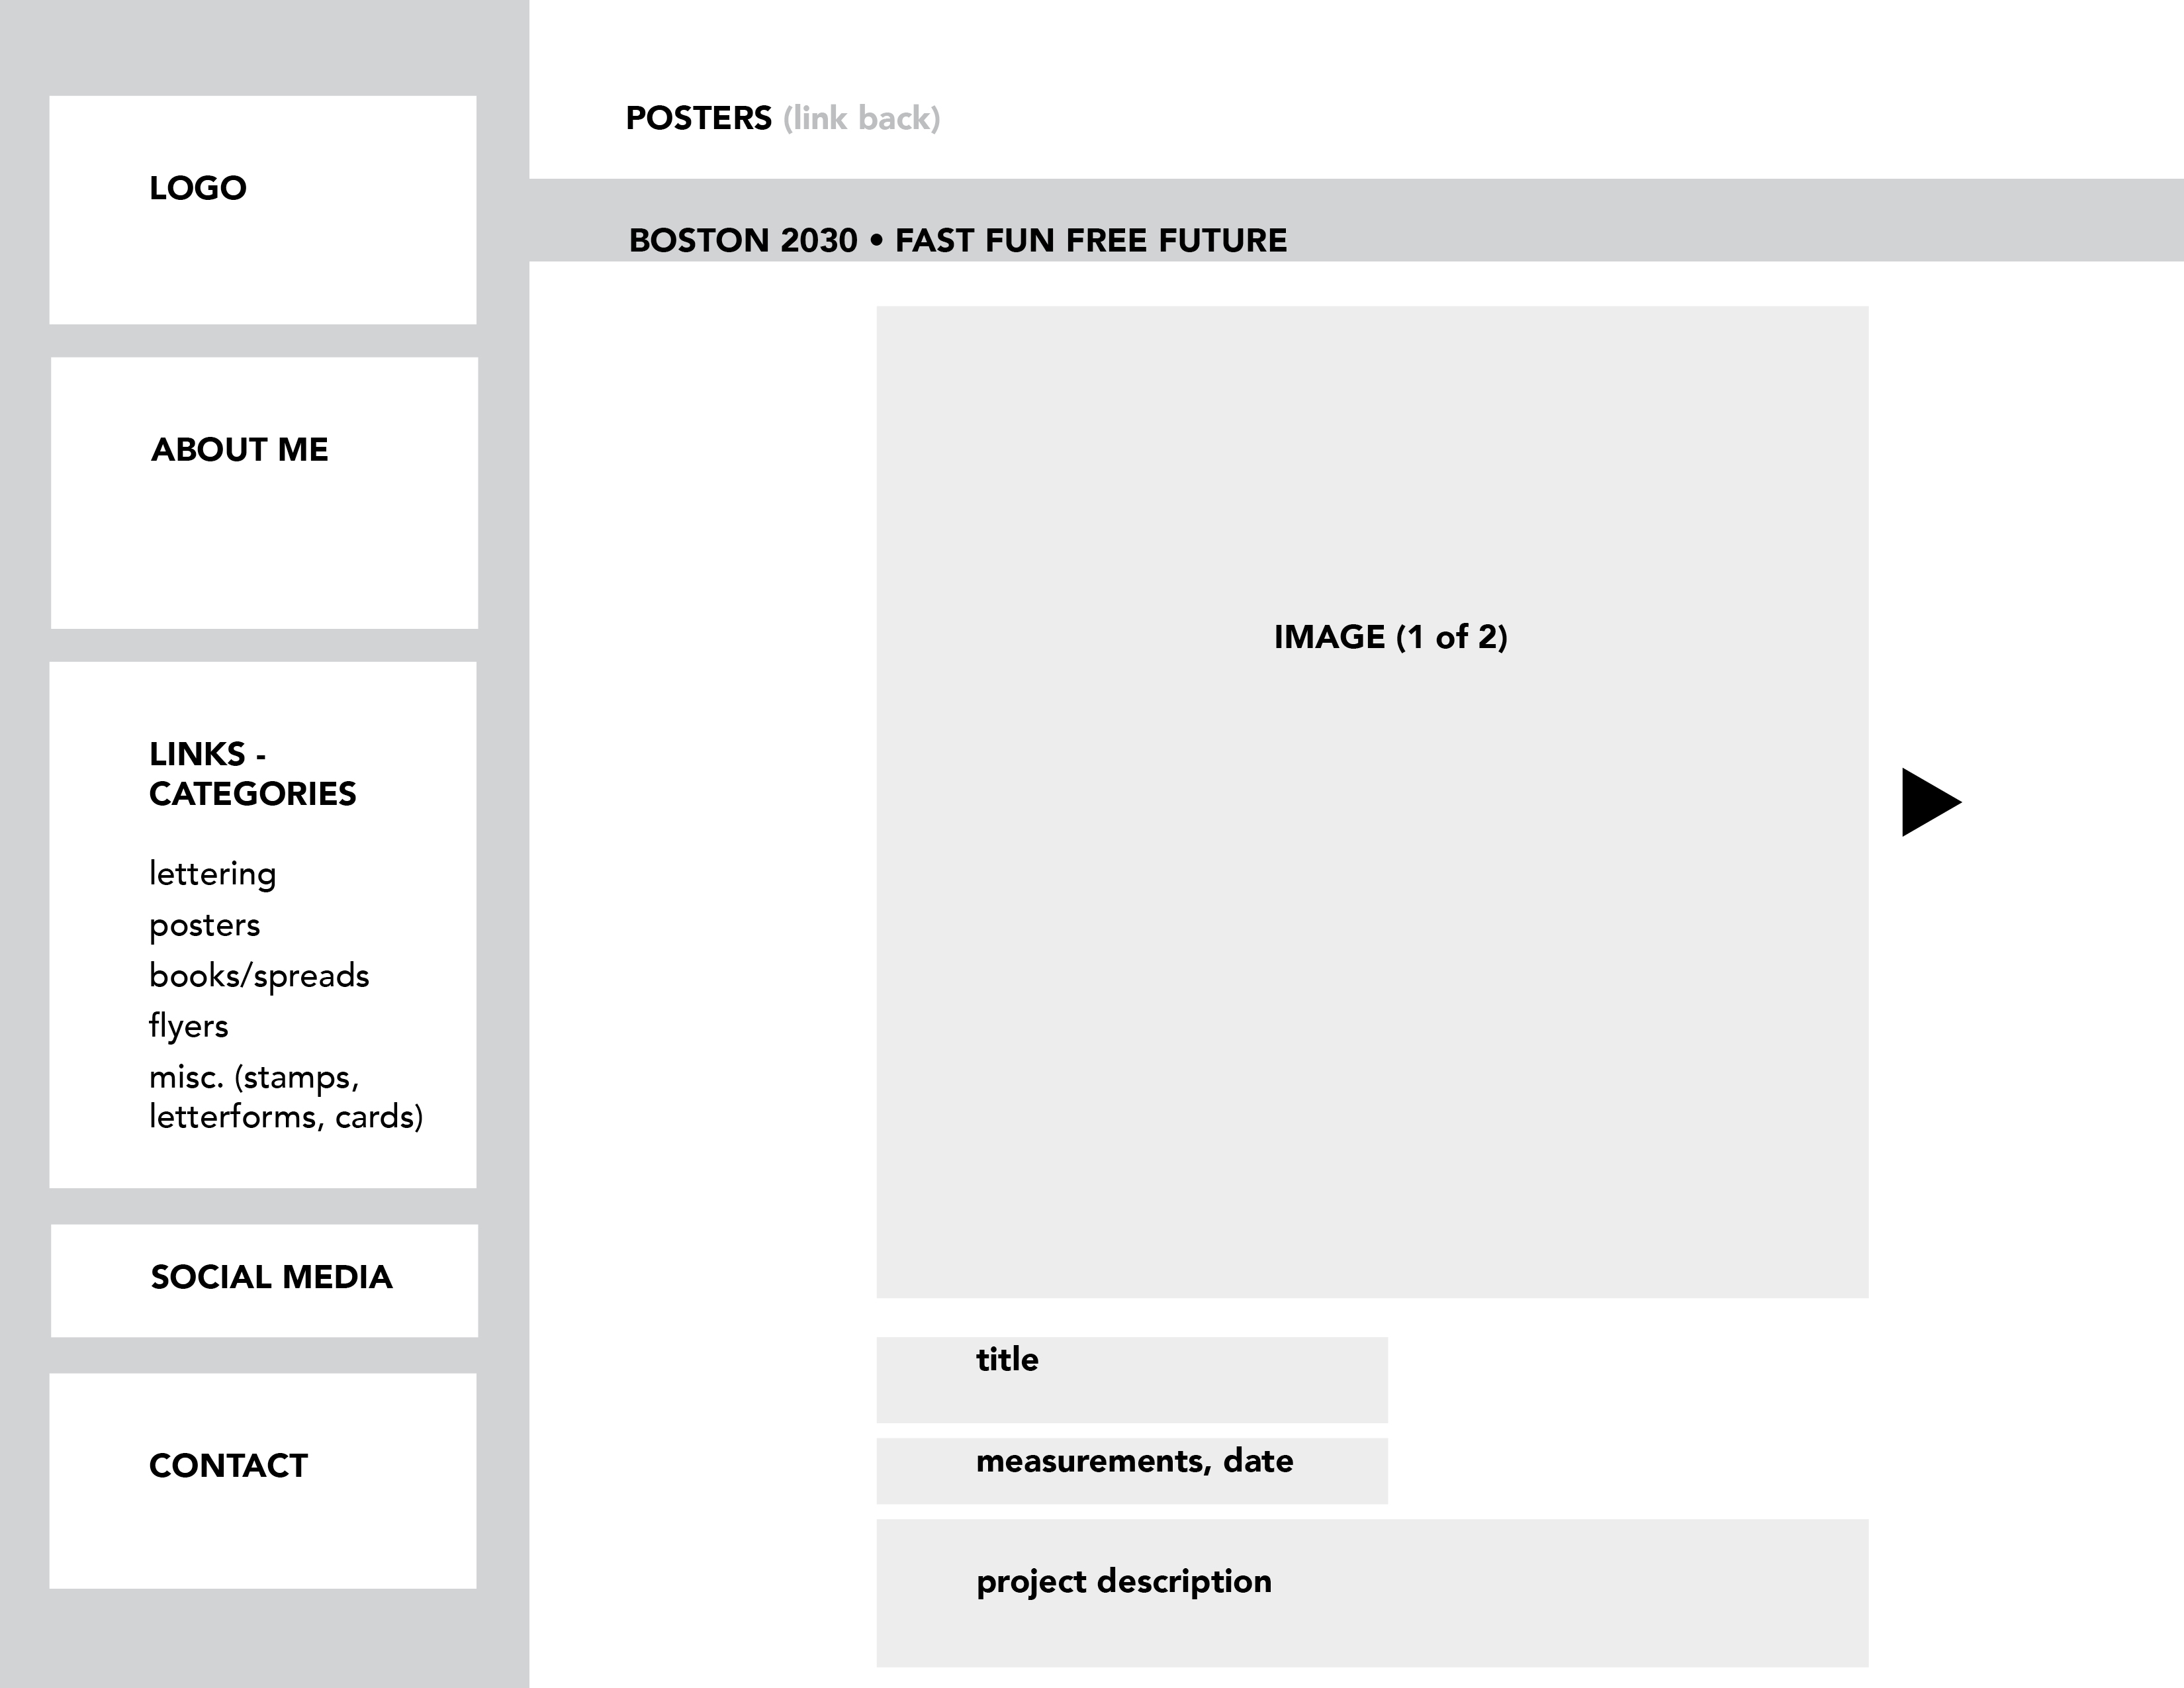 LOGO
ABOUT ME
LINKS -
CATEGORIES
lettering
posters
books/spreads
flyers
misc. (stamps,
letterforms, cards)
SOCIAL MEDIA
CONTACT
POSTERS (link back)
BOSTON 2030 • FAST FUN FREE FUTURE
IMAGE (1 of 2)
title
measurements, date
project description